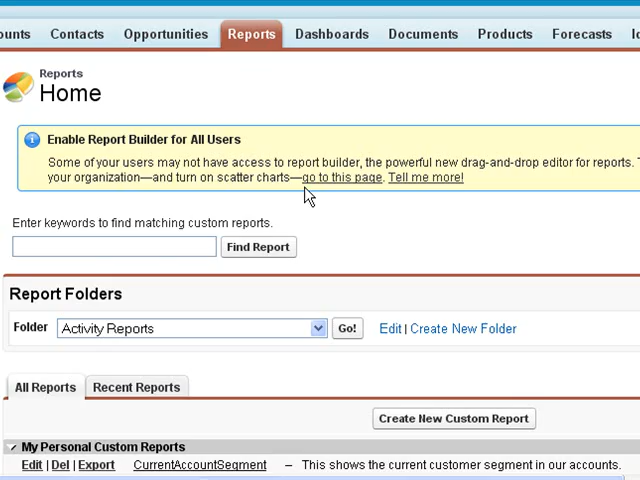 ounts Contacts Opportunities Reports Dashboards Documents Products Forecasts
Reports
Home
Enable Report Builder for All Users
Some of your users may not have access to report builder, the powerful new drag-and-drop editor for reports.
your organization—and turn on scatter charts—go to this page. Tell me more!
Enter keywords to find matching custom reports.
Find Report
Report Folders
Folder Activity Reports Go! Edit | Create New Folder
All Reports Recent Reports
Create New Custom Report
My Personal Custom Reports
Edit | Del | Export CurrentAccountSegment – This shows the current customer segment in our accounts.